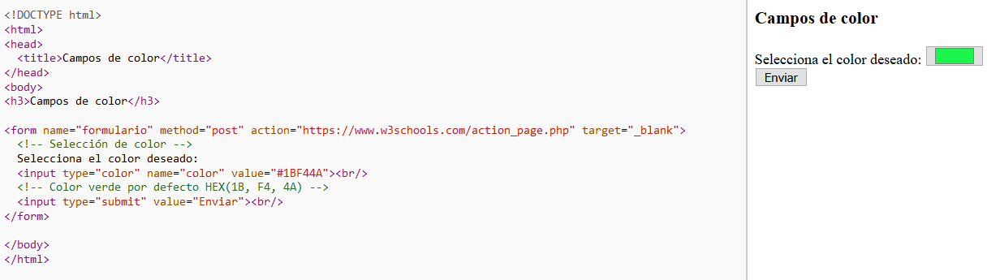 <!DOCTYPE html>
<html>
<head>
  <title>Campos de color</title>
</head>
<body>
<h3>Campos de color</h3>

<form name="formulario" method="post" action="https://www.w3schools.com/action_page.php" target="_blank">
  <!-- Selección de color -->
  Selecciona el color deseado:
  <input type="color" name="color" value="#1BF44A"><br/>
  <!-- Color verde por defecto HEX(1B, F4, 4A) -->
  <input type="submit" value="Enviar"><br/>
</form>

</body>
</html>
Campos de color
Selecciona el color deseado:
Enviar